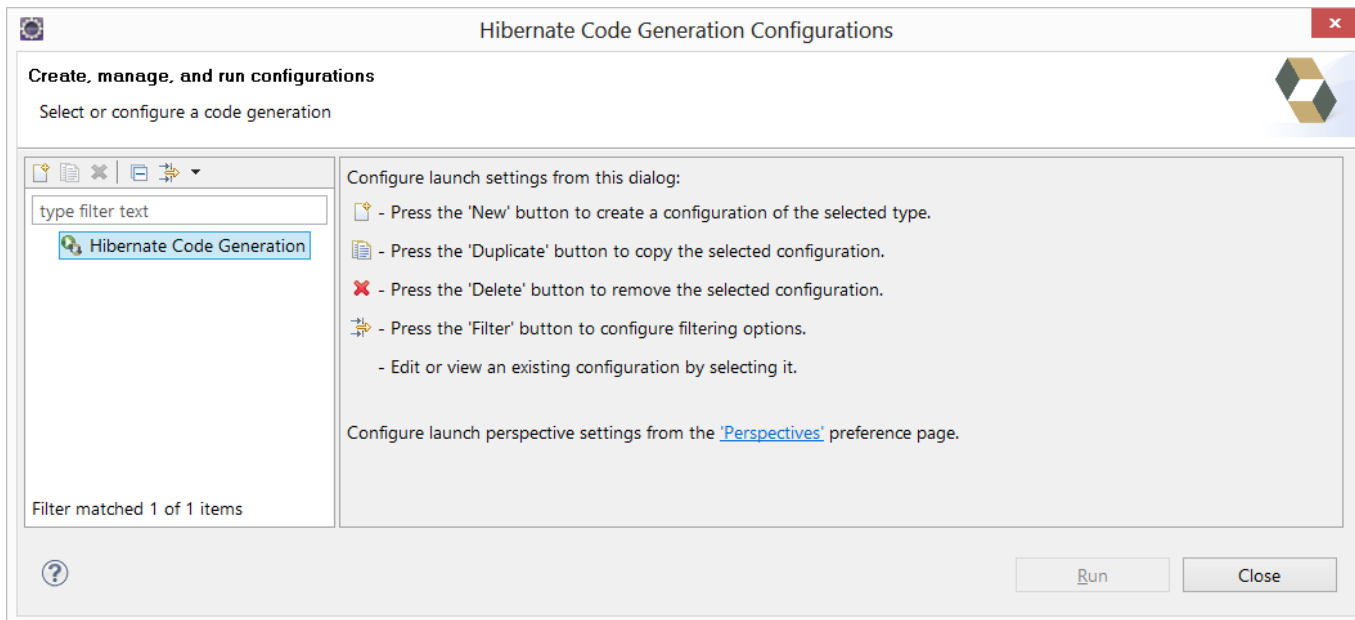 Hibernate Code Generation Configurations
Create, manage, and run configurations
Select or configure a code generation
type filter text
Hibernate Code Generation
Filter matched 1 of 1 items
Configure launch settings from this dialog:
- Press the 'New' button to create a configuration of the selected type.
- Press the 'Duplicate' button to copy the selected configuration.
- Press the 'Delete' button to remove the selected configuration.
- Press the 'Filter' button to configure filtering options.
- Edit or view an existing configuration by selecting it.
Configure launch perspective settings from the 'Perspectives' preference page.
?
Run
Close